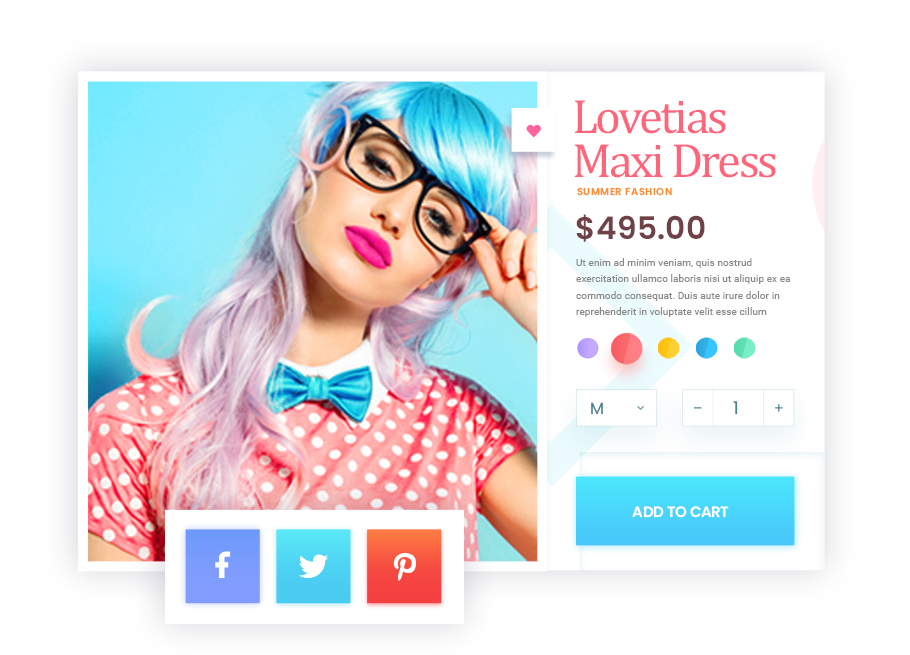 Lovetias
Maxi Dress
SUMMER FASHION
$495.00
Ut enim ad minim veniam, quis nostrud
exercitation ullamco laboris nisi ut aliquip ex ea
commodo consequat. Duis aute irure dolor in
reprehenderit in voluptate velit esse cillum
M
− 1 +
ADD TO CART